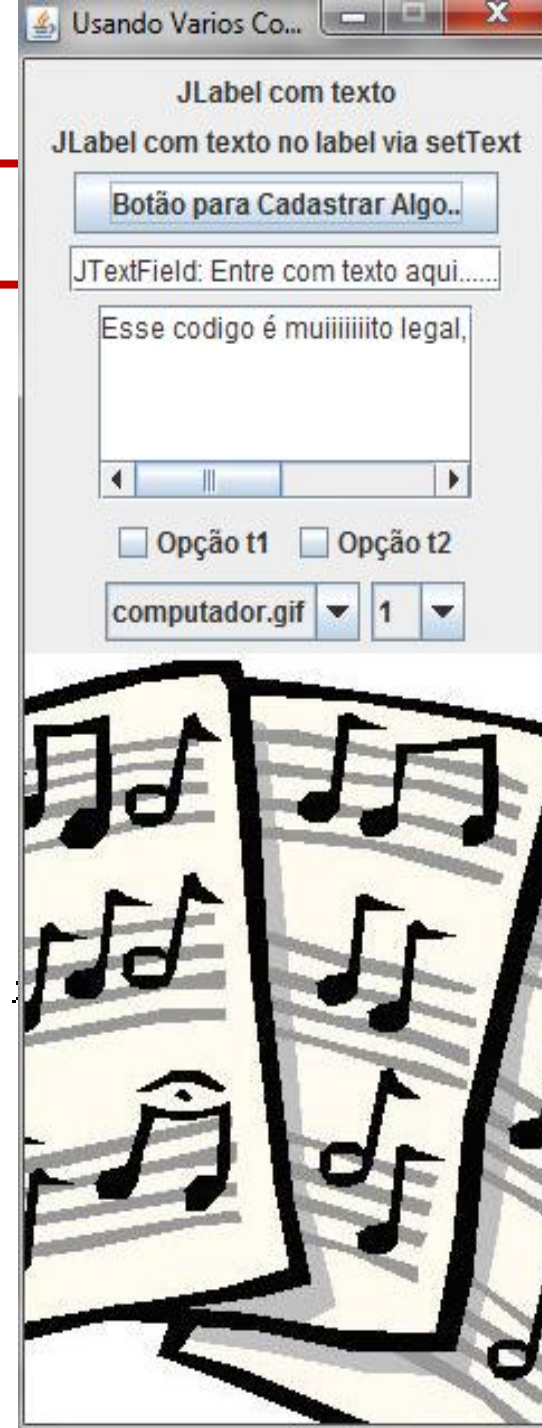 Usando Varios Co...
JLabel com texto
JLabel com texto no label via setText
Botão para Cadastrar Algo..
JTextField: Entre com texto aqui......
Esse codigo é muiiiiiiito legal,
Opção t1 Opção t2
computador.gif 1